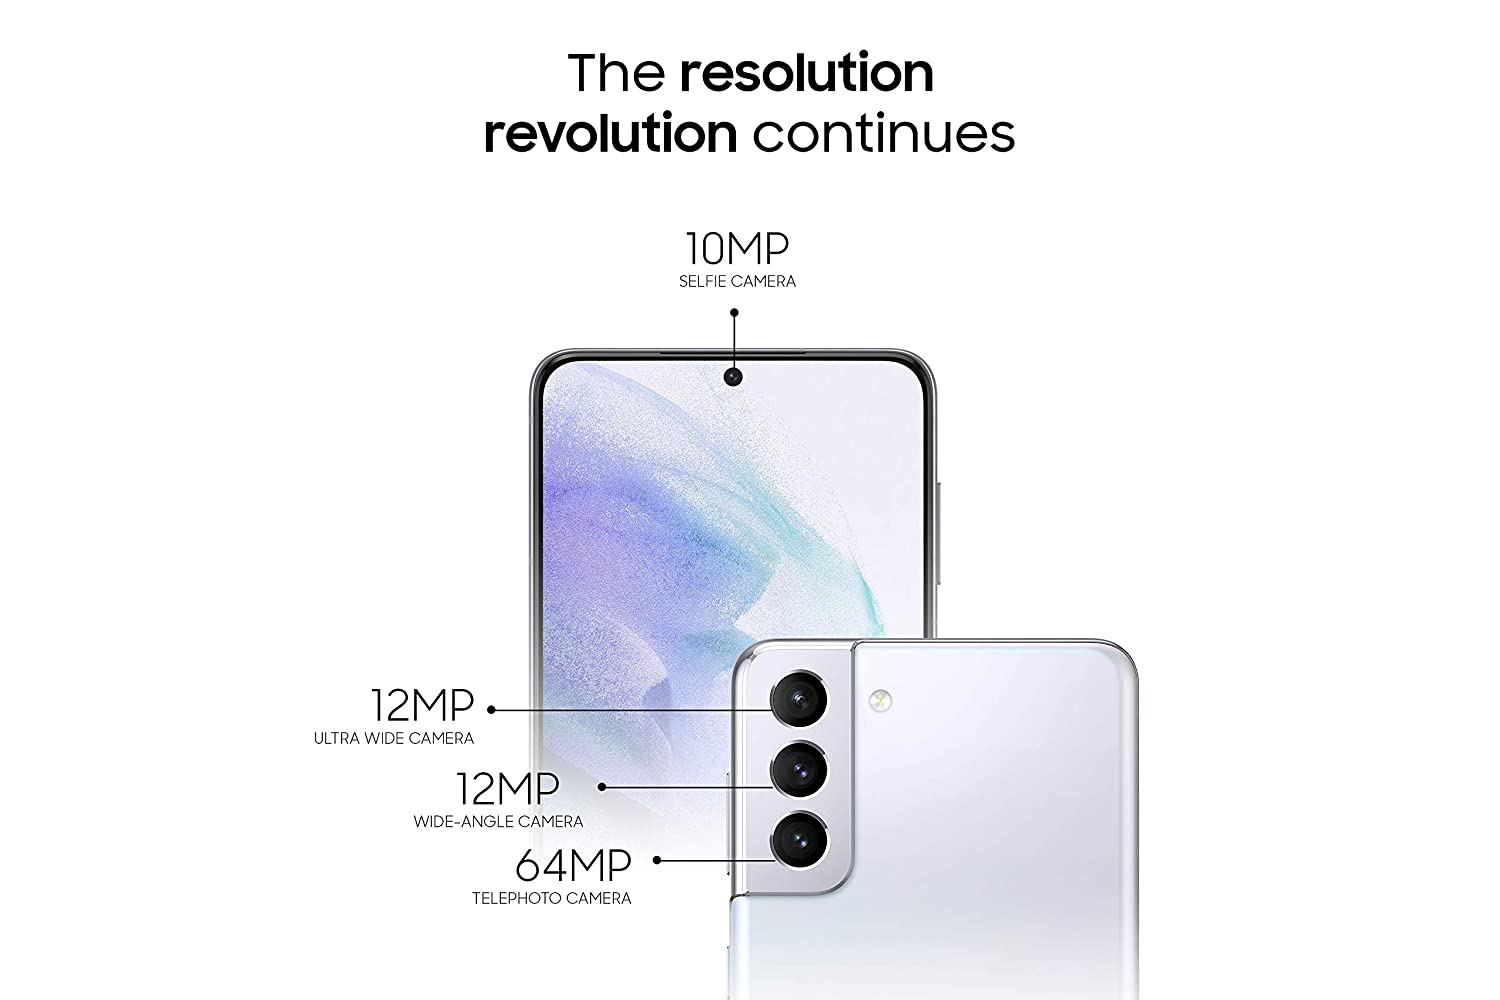 The resolution
revolution continues
10MP
SELFIE CAMERA
12MP
ULTRA WIDE CAMERA
12MP
WIDE-ANGLE CAMERA
64MP
TELEPHOTO CAMERA